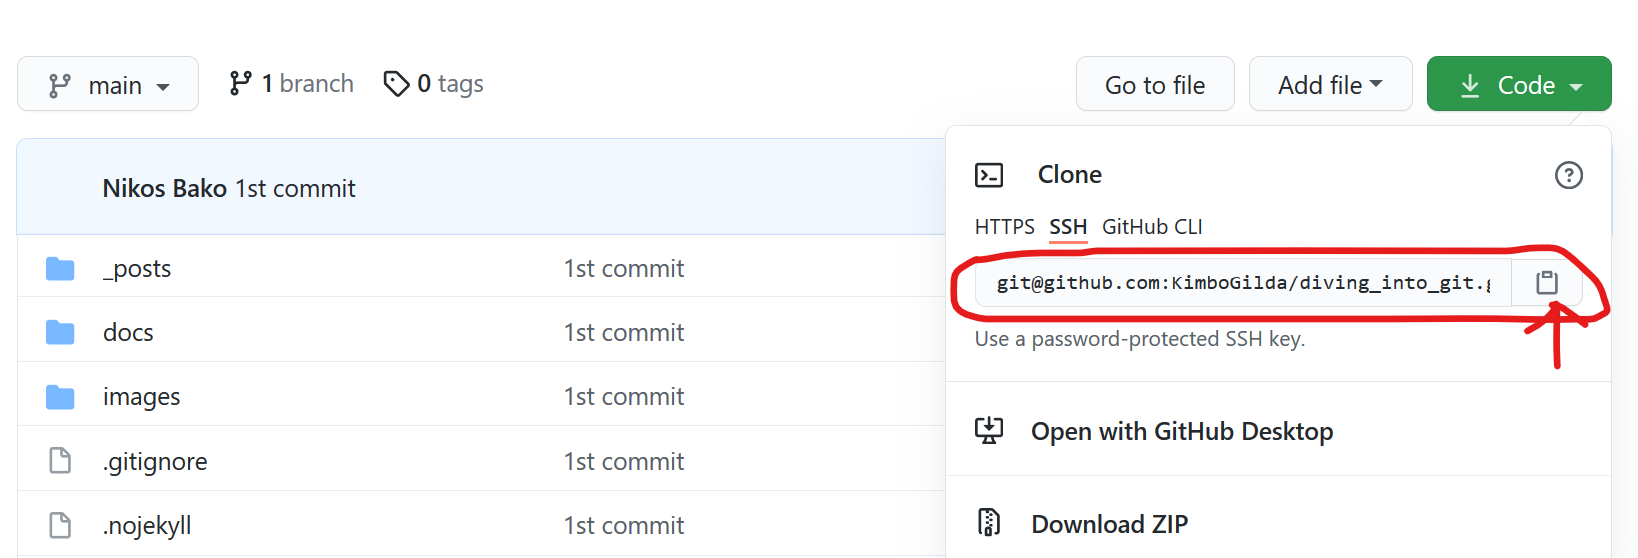 main 1 branch 0 tags Go to file Add file Code
Nikos Bako 1st commit
Clone
HTTPS SSH GitHub CLI
git@github.com:KimboGilda/diving_into_git.g
Use a password-protected SSH key.
Open with GitHub Desktop
Download ZIP
_posts 1st commit
docs 1st commit
images 1st commit
.gitignore 1st commit
.nojekyll 1st commit